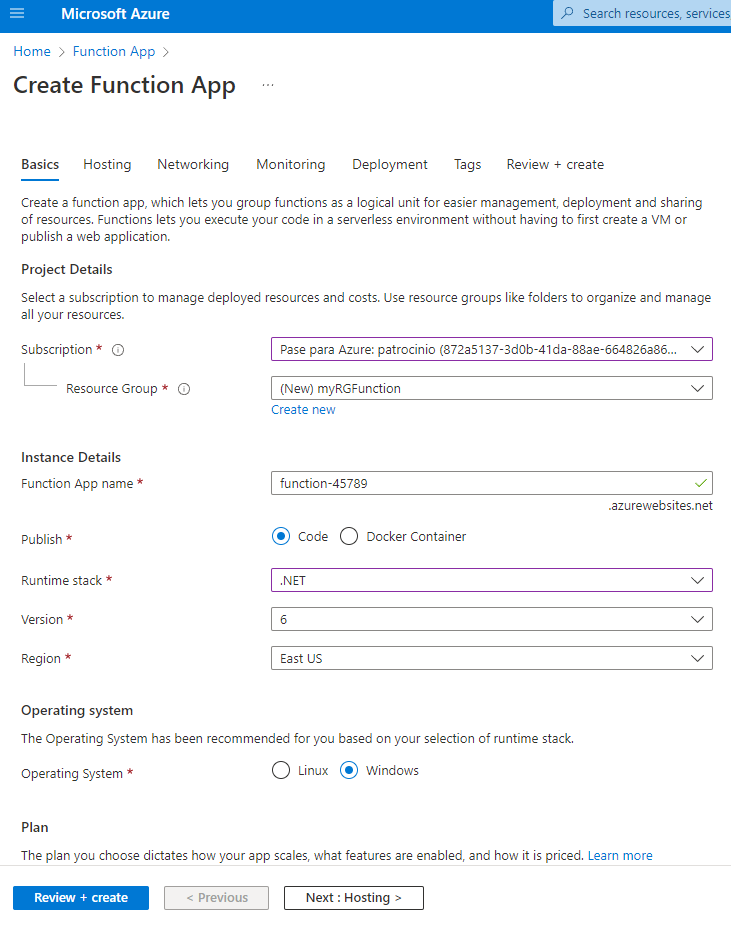 Microsoft Azure
Search resources, services
Home > Function App >
Create Function App ...
Basics Hosting Networking Monitoring Deployment Tags Review + create
Create a function app, which lets you group functions as a logical unit for easier management, deployment and sharing
of resources. Functions lets you execute your code in a serverless environment without having to first create a VM or
publish a web application.
Project Details
Select a subscription to manage deployed resources and costs. Use resource groups like folders to organize and manage
all your resources.
Subscription * Pase para Azure: patrocinio (872a5137-3d0b-41da-88ae-664826a86...
Resource Group * (New) myRGFunction
Create new
Instance Details
Function App name * function-45789
.azurewebsites.net
Publish * Code Docker Container
Runtime stack * .NET
Version * 6
Region * East US
Operating system
The Operating System has been recommended for you based on your selection of runtime stack.
Operating System * Linux Windows
Plan
The plan you choose dictates how your app scales, what features are enabled, and how it is priced. Learn more
Review + create < Previous Next : Hosting >